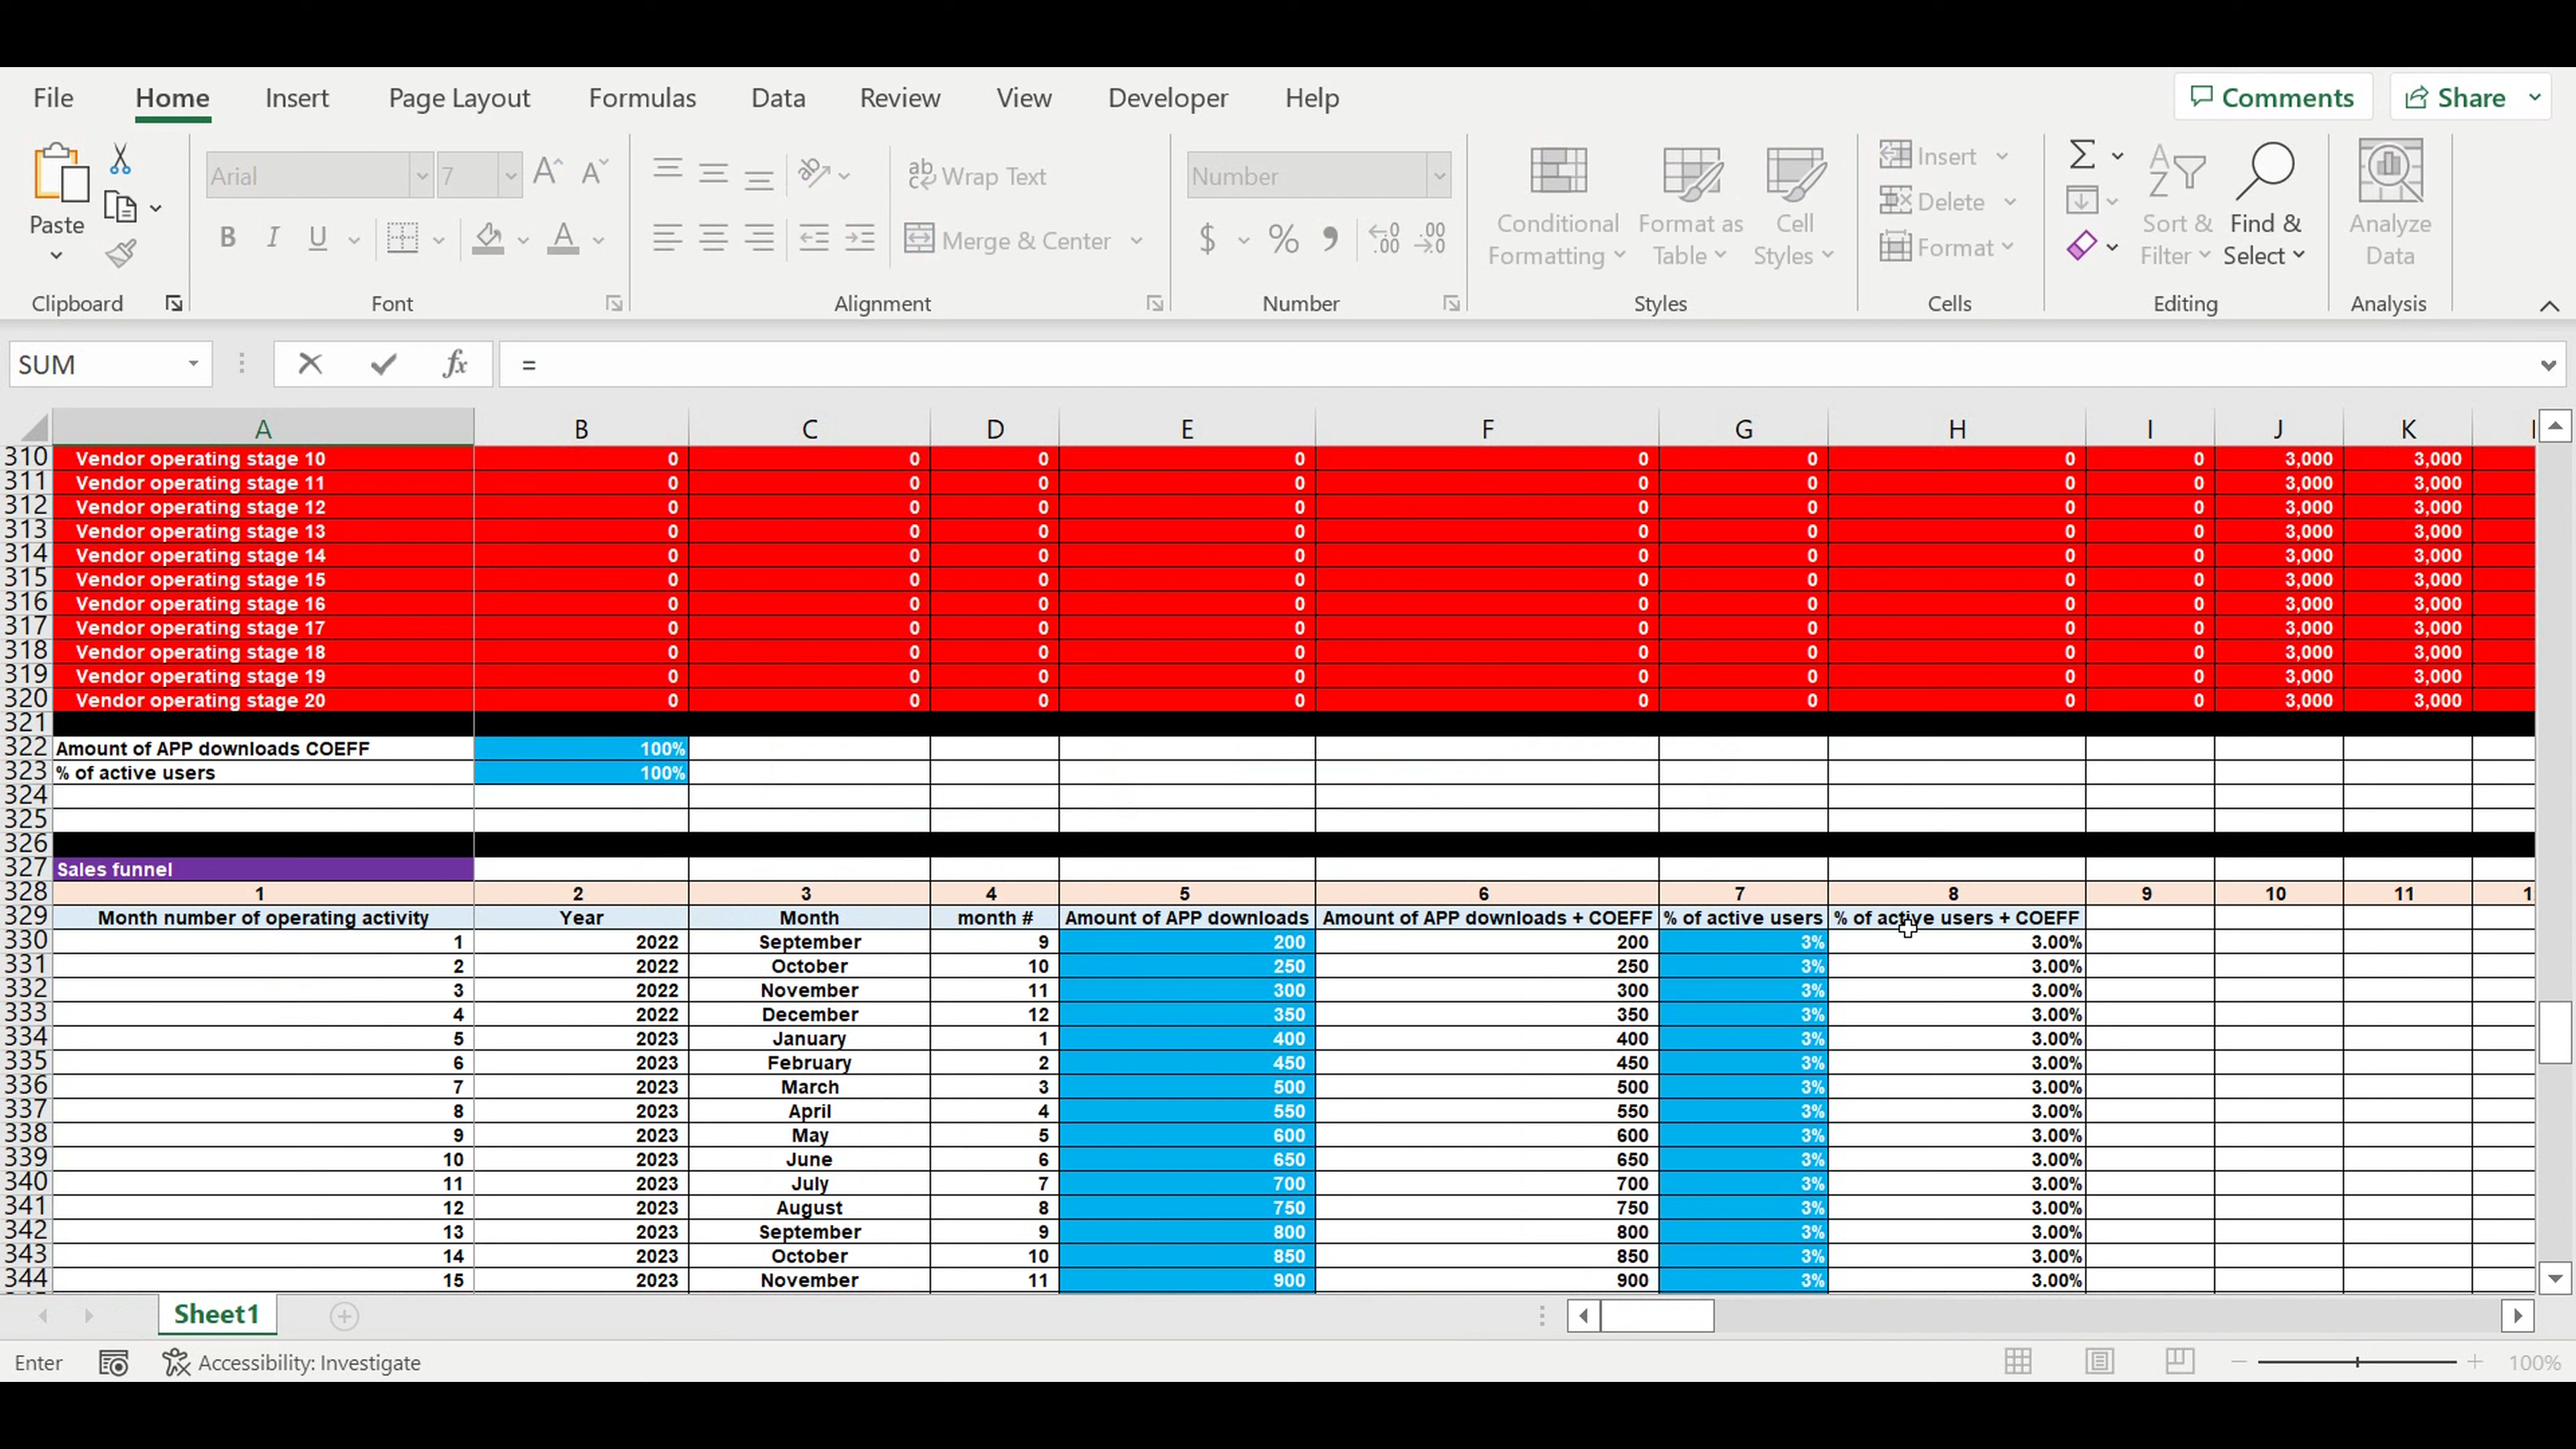 File Home Insert Page Layout Formulas Data Review View Developer Help Comments Share
Paste Arial 7 Wrap Text Number Conditional Formatting Format as Table Cell Styles Insert Sort & Filter Find & Select Analyze Data
B I U Merge & Center $ % Delete
Format
Clipboard Font Alignment Number Styles Cells Editing Analysis
SUM fx =
A B C D E F G H I J K
310 Vendor operating stage 10 0 0 0 0 0 0 0 0 3,000 3,000
311 Vendor operating stage 11 0 0 0 0 0 0 0 0 3,000 3,000
312 Vendor operating stage 12 0 0 0 0 0 0 0 0 3,000 3,000
313 Vendor operating stage 13 0 0 0 0 0 0 0 0 3,000 3,000
314 Vendor operating stage 14 0 0 0 0 0 0 0 0 3,000 3,000
315 Vendor operating stage 15 0 0 0 0 0 0 0 0 3,000 3,000
316 Vendor operating stage 16 0 0 0 0 0 0 0 0 3,000 3,000
317 Vendor operating stage 17 0 0 0 0 0 0 0 0 3,000 3,000
318 Vendor operating stage 18 0 0 0 0 0 0 0 0 3,000 3,000
319 Vendor operating stage 19 0 0 0 0 0 0 0 0 3,000 3,000
320 Vendor operating stage 20 0 0 0 0 0 0 0 0 3,000 3,000
321
322 Amount of APP downloads COEFF 100%
323 % of active users 100%
324
325
326
327 Sales funnel
328 1 2 3 4 5 6 7 8 9 10 11
329 Month number of operating activity Year Month month # Amount of APP downloads Amount of APP downloads + COEFF % of active users % of active users + COEFF
330 1 2022 September 9 200 200 3% 3.00%
331 2 2022 October 10 250 250 3% 3.00%
332 3 2022 November 11 300 300 3% 3.00%
333 4 2022 December 12 350 350 3% 3.00%
334 5 2023 January 1 400 400 3% 3.00%
335 6 2023 February 2 450 450 3% 3.00%
336 7 2023 March 3 500 500 3% 3.00%
337 8 2023 April 4 550 550 3% 3.00%
338 9 2023 May 5 600 600 3% 3.00%
339 10 2023 June 6 650 650 3% 3.00%
340 11 2023 July 7 700 700 3% 3.00%
341 12 2023 August 8 750 750 3% 3.00%
342 13 2023 September 9 800 800 3% 3.00%
343 14 2023 October 10 850 850 3% 3.00%
344 15 2023 November 11 900 900 3% 3.00%
Sheet1
Enter Accessibility: Investigate 100%